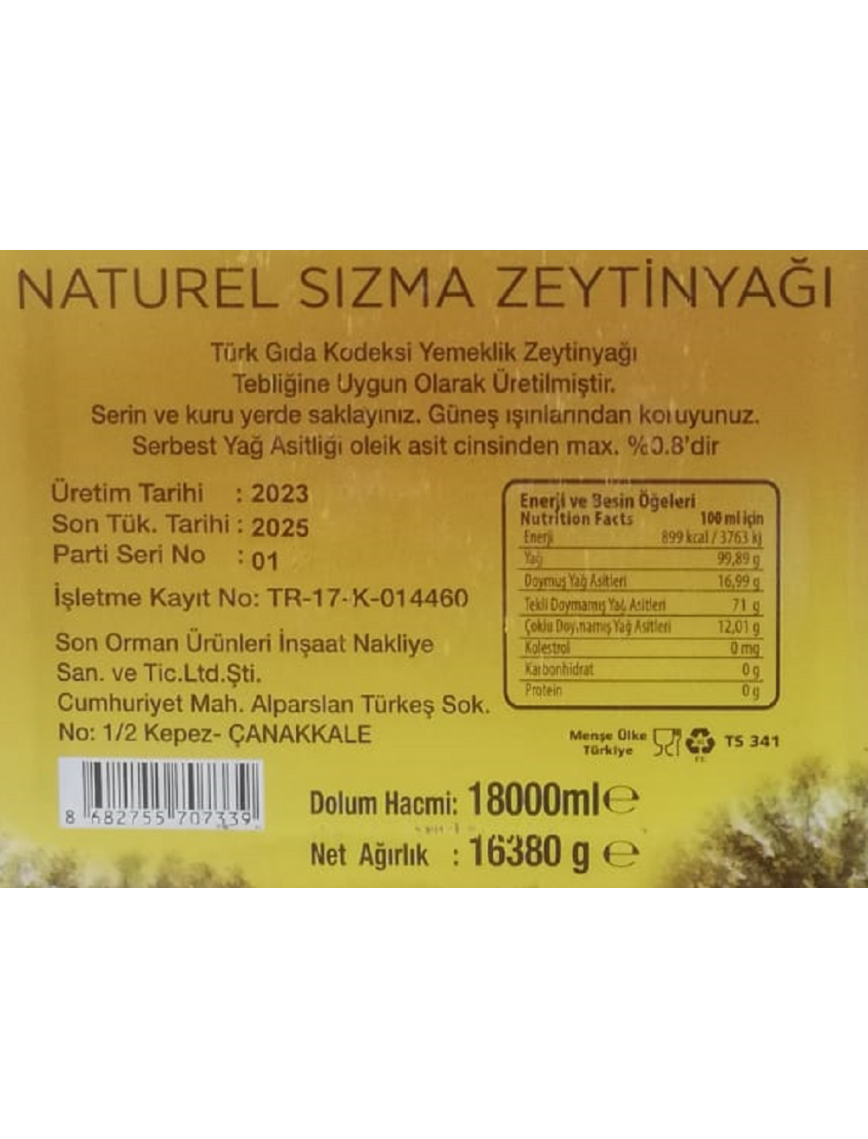 NATUREL SIZMA ZEYTİNYAĞI
Türk Gıda Kodeksi Yemeklik Zeytinyağı
Tebliğine Uygun Olarak Üretilmiştir.
Serin ve kuru yerde saklayınız. Güneş ışınlarından koruyunuz.
Serbest Yağ Asitliği oleik asit cinsinden max. %0.8'dir
Üretim Tarihi : 2023
Son Tük. Tarihi : 2025
Parti Seri No : 01
İşletme Kayıt No: TR-17-K-014460
Son Orman Ürünleri İnşaat Nakliye
San. ve Tic.Ltd.Şti.
Cumhuriyet Mah. Alparslan Türkeş Sok.
No: 1/2 Kepez- ÇANAKKALE
Enerji ve Besin Öğeleri
Nutrition Facts 100 ml için
Enerji 899 kcal / 3763 kj
Yağ 99,89 g
Doymuş Yağ Asitleri 16,99 g
Tekli Doymamış Yağ Asitleri 71 g
Çoklu Doymamış Yağ Asitleri 12,01 g
Kolestrol 0 mg
Karbonhidrat 0 g
Protein 0 g
Menşe Ülke
Türkiye
FE
TS 341
8 682755 707339
Dolum Hacmi: 18000ml e
Net Ağırlık : 16380 g e